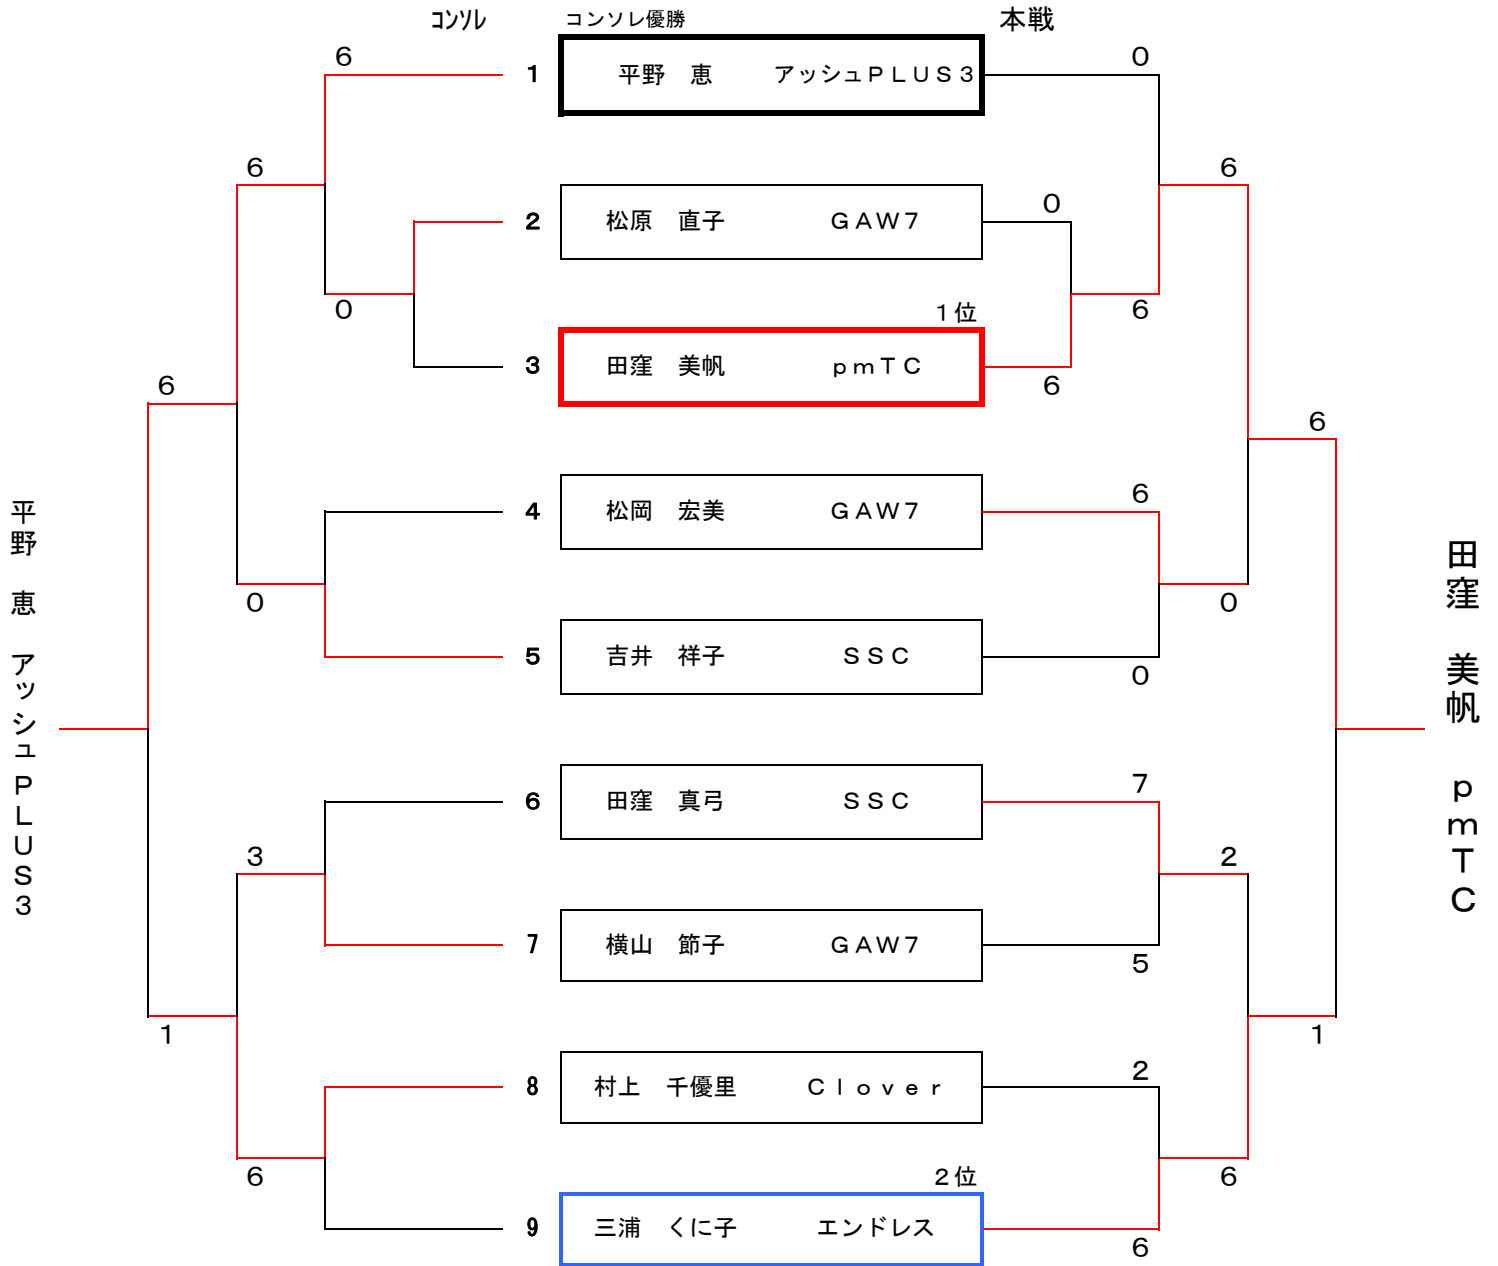 ｺﾝｿﾚ
コンソレ優勝
本戦
6
1
平野　恵　アッシュＰＬＵＳ３
0
6
6
2
松原　直子　ＧＡＷ７
0
0
1位
6
3
田窪　美帆　ｐｍＴＣ
6
6
6
4
松岡　宏美　ＧＡＷ７
6
0
0
5
吉井　祥子　ＳＳＣ
0
平野　恵　アッシュＰＬＵＳ３
田窪　美帆　ｐｍＴＣ
6
田窪　真弓　ＳＳＣ
7
3
2
7
横山　節子　ＧＡＷ７
5
1
1
8
村上　千優里　Ｃｌｏｖｅｒ
2
6
2位
6
9
三浦　くに子　エンドレス
6